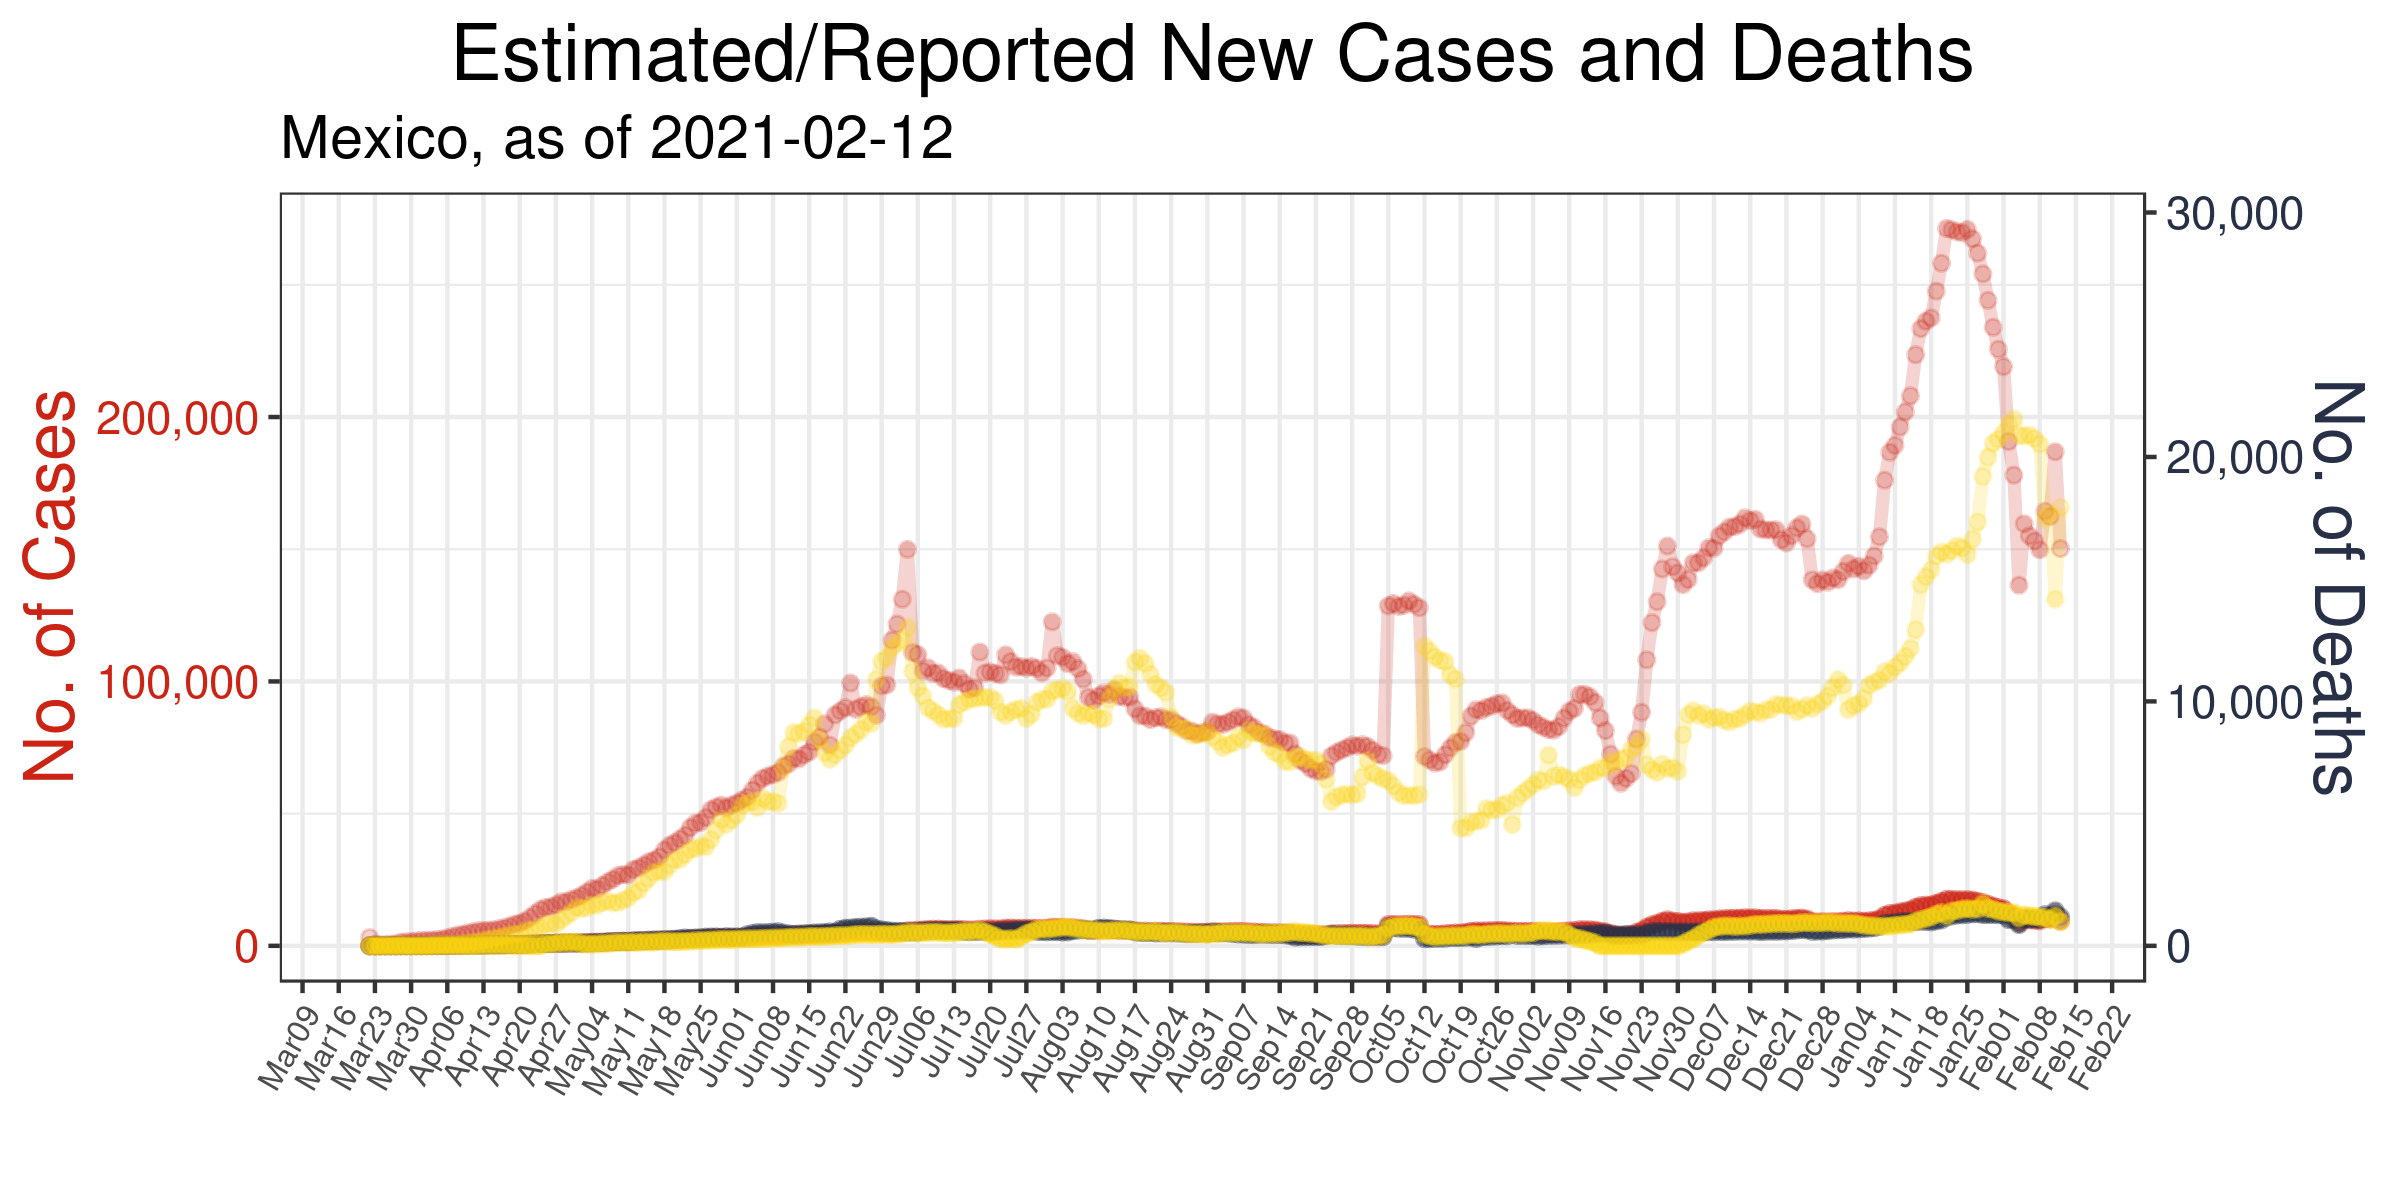 Estimated/Reported New Cases and Deaths
Mexico, as of 2021-02-12
No. of Cases
200,000
100,000
0
30,000
20,000
10,000
0
No. of Deaths
Mar09
Mar16
Mar23
Mar30
Apr06
Apr13
Apr20
Apr27
May04
May11
May18
May25
Jun01
Jun08
Jun15
Jun22
Jun29
Jul06
Jul13
Jul20
Jul27
Aug03
Aug10
Aug17
Aug24
Aug31
Sep07
Sep14
Sep21
Sep28
Oct05
Oct12
Oct19
Oct26
Nov02
Nov09
Nov16
Nov23
Nov30
Dec07
Dec14
Dec21
Dec28
Jan04
Jan11
Jan18
Jan25
Feb01
Feb08
Feb15
Feb22